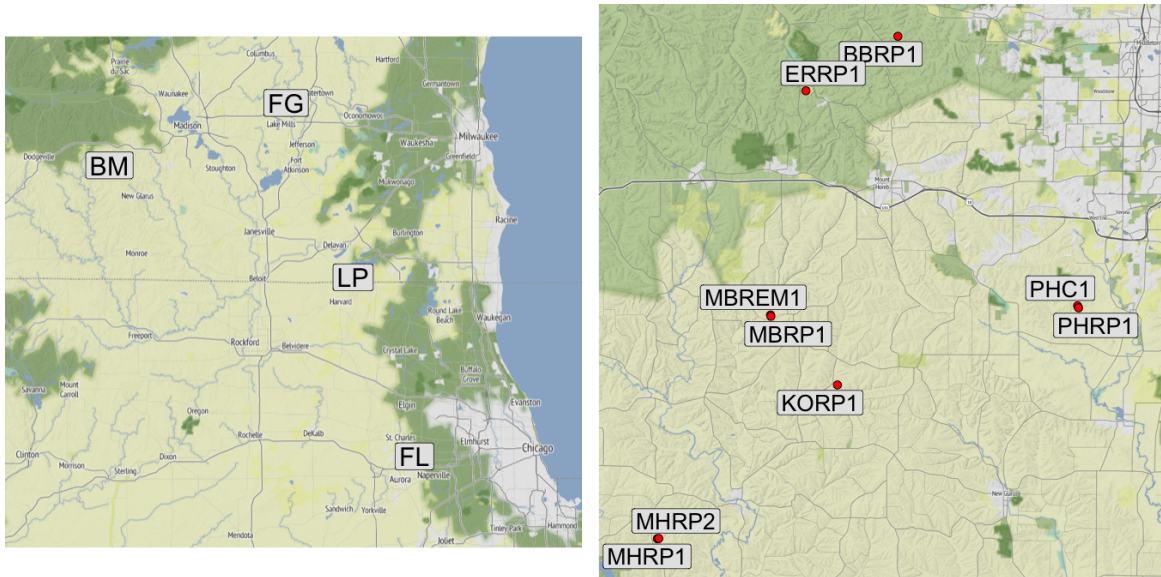 Columbus
Hartford
Prairie
du Sac
Germantown
Waunakee
FG
tertown
Oconomowoc
Madison
Lake Mills
Milwaukee
Waukesha
Jefferson
Greenfield
Dodgeville
BM
Stoughton
Fort
Atkinson
Mukwonago
New Glarus
Racine
Janesville
Burlington
Delavan
Monroe
LP
Beloit
Harvard
Round Lake
Beach
Waukegan
Freeport
Rockford
Belvidere
Crystal Lake
Buffalo
Grove
Savanna
Mount
Carroll
Elgin
Evanston
Oregon
Rochelle
DeKalb
St. Charles
Elmhurst
Chicago
Clinton
Morrison
Dixon
FL
Sterling
Aurora
Naperville
Sandwich
Yorkville
Hammond
Mendota
Tinley Park
Joliet
BBRP1
Middleton
ERRP1
Mount
Horeb
Verona
MBREM1
PHC1
MBRP1
PHRP1
KORP1
New Glarus
MHRP2
MHRP1